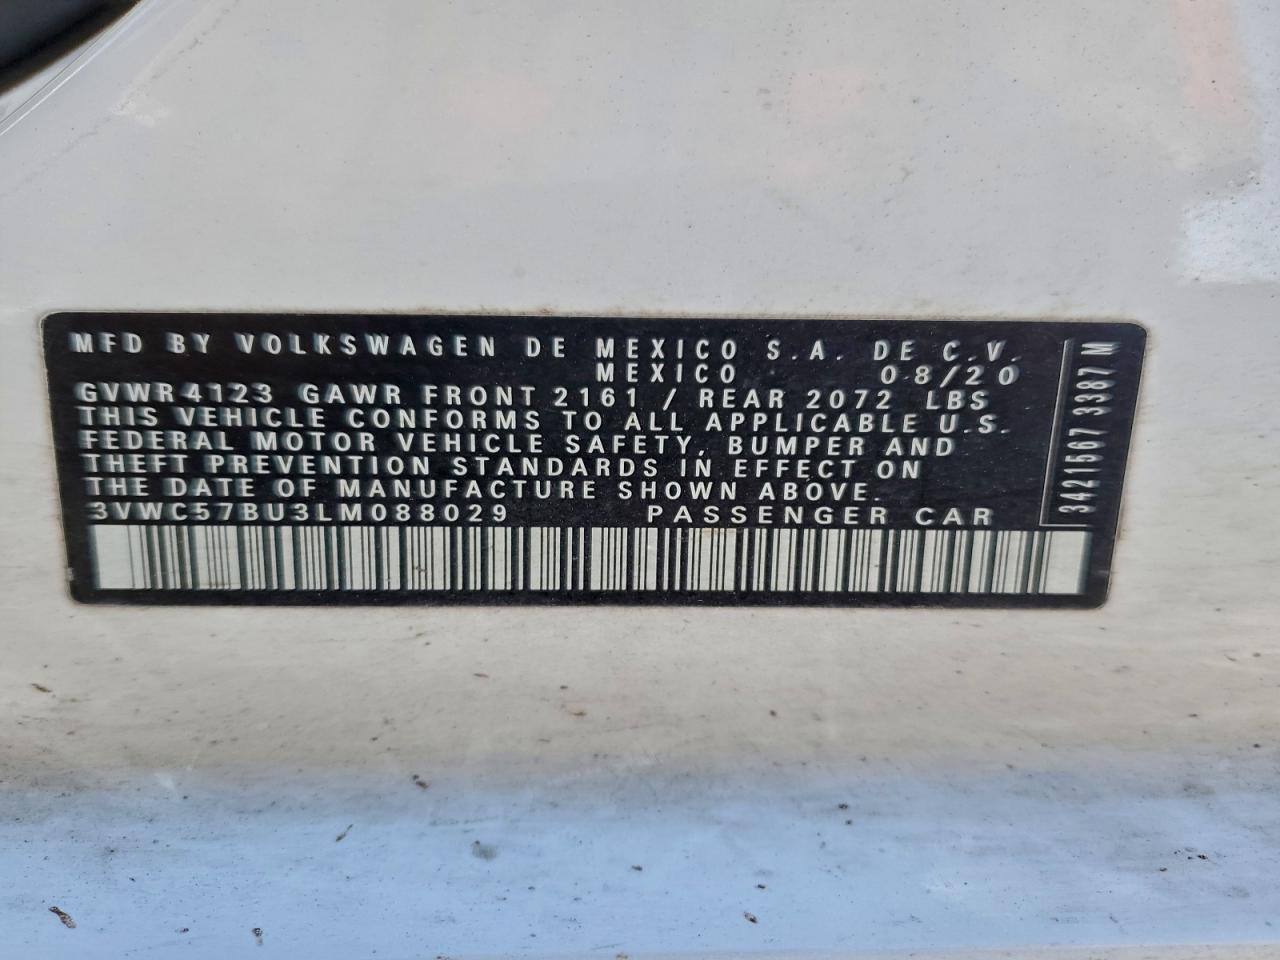 MFD BY VOLKSWAGEN DE MEXICO S.A. DE C.V.
MEXICO 08/20
GVWR 4123 GAWR FRONT 2161 / REAR 2072 LBS
THIS VEHICLE CONFORMS TO ALL APPLICABLE U.S.
FEDERAL MOTOR VEHICLE SAFETY, BUMPER AND
THEFT PREVENTION STANDARDS IN EFFECT ON
THE DATE OF MANUFACTURE SHOWN ABOVE.
3VWC57BU3LM088029 PASSENGER CAR
3421567 3387 M